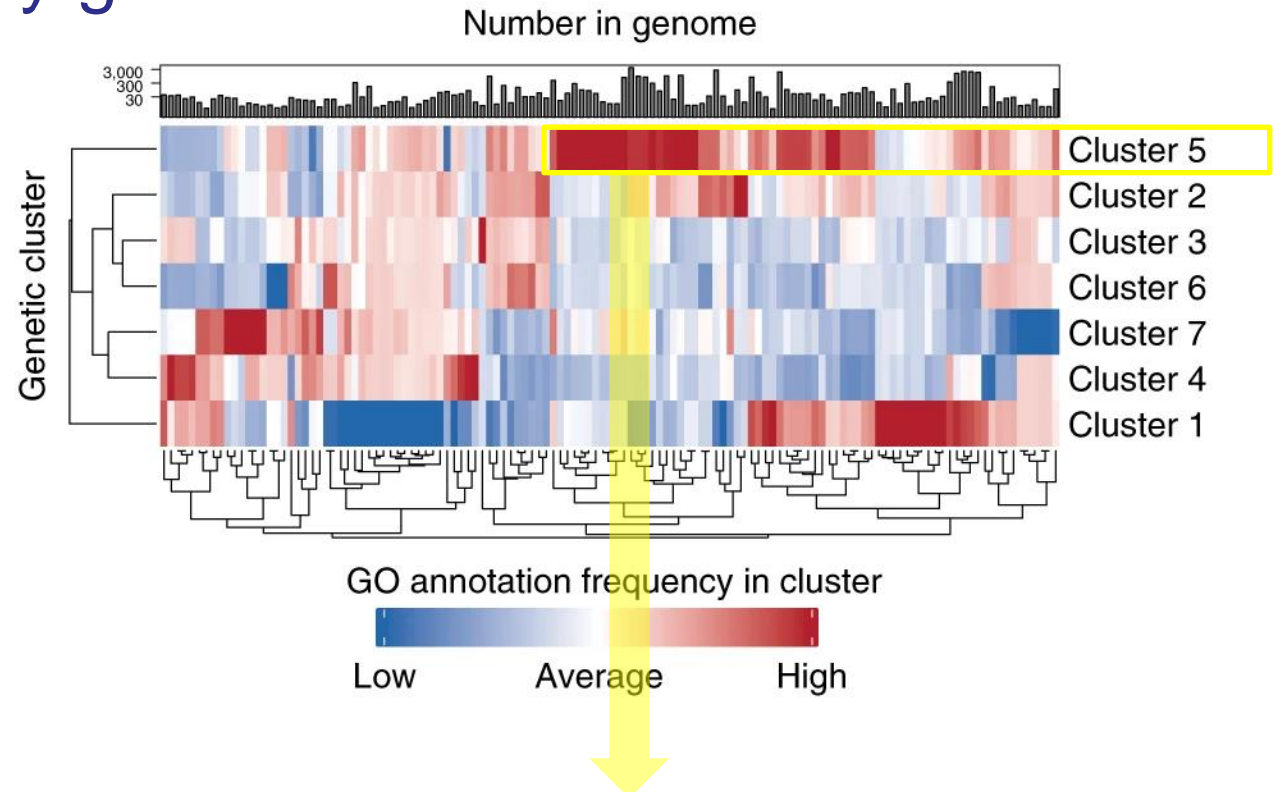 y g
Number in genome
3,000
300
30
Genetic cluster
Cluster 5
Cluster 2
Cluster 3
Cluster 6
Cluster 7
Cluster 4
Cluster 1
GO annotation frequency in cluster
Low Average High